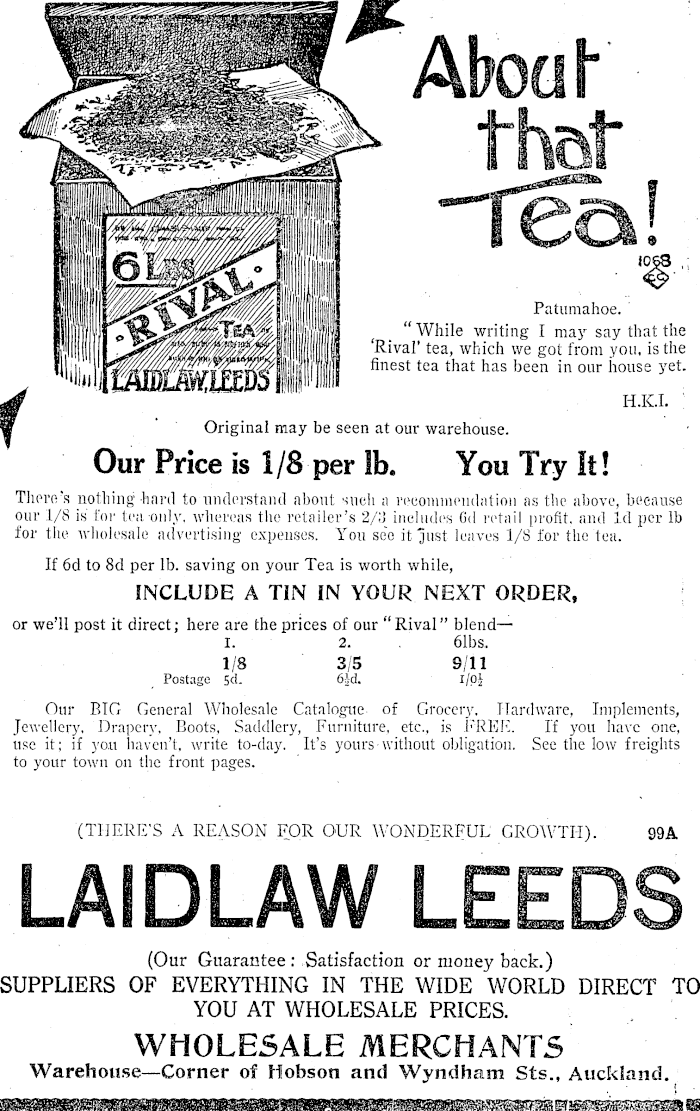 About
that
Tea!
1068
6LBS
·RIVAL·
TEA
LAIDLAW, LEEDS
Patumahoe.
"While writing I may say that the
'Rival' tea, which we got from you, is the
finest tea that has been in our house yet.
H.K.I.
Original may be seen at our warehouse.
Our Price is 1/8 per lb. You Try It!
There's nothing hard to understand about such a recommendation as the above, because
our 1/8 is for tea only, whereas the retailer's 2/3 includes 6d retail profit, and 1d per lb
for the wholesale advertising expenses. You see it just leaves 1/8 for the tea.
If 6d to 8d per lb. saving on your Tea is worth while,
INCLUDE A TIN IN YOUR NEXT ORDER,
or we'll post it direct; here are the prices of our "Rival" blend—
1. 2. 6lbs.
1/8 3/5 9/11
Postage 5d. 6½d. 1/0½
Our BIG General Wholesale Catalogue of Grocery, Hardware, Implements,
Jewellery, Drapery, Boots, Saddlery, Furniture, etc., is FREE. If you have one,
use it; if you haven't, write to-day. It's yours without obligation. See the low freights
to your town on the front pages.
(THERE'S A REASON FOR OUR WONDERFUL GROWTH). 99A
LAIDLAW LEEDS
(Our Guarantee: Satisfaction or money back.)
SUPPLIERS OF EVERYTHING IN THE WIDE WORLD DIRECT TO
YOU AT WHOLESALE PRICES.
WHOLESALE MERCHANTS
Warehouse—Corner of Hobson and Wyndham Sts., Auckland.